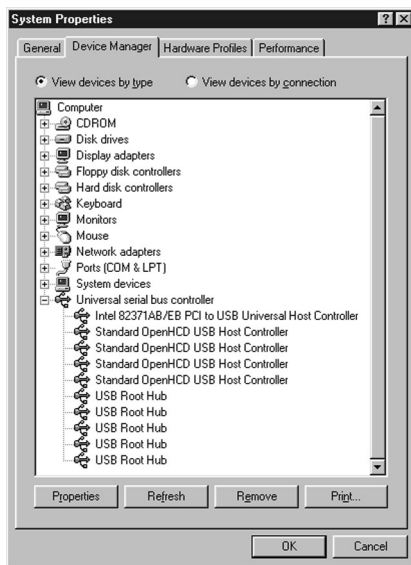 System Properties
General Device Manager Hardware Profiles Performance
View devices by type View devices by connection
Computer
CDROM
Disk drives
Display adapters
Floppy disk controllers
Hard disk controllers
Keyboard
Monitors
Mouse
Network adapters
Ports (COM & LPT)
System devices
Universal serial bus controller
Intel 82371AB/EB PCI to USB Universal Host Controller
Standard OpenHCD USB Host Controller
Standard OpenHCD USB Host Controller
Standard OpenHCD USB Host Controller
Standard OpenHCD USB Host Controller
USB Root Hub
USB Root Hub
USB Root Hub
USB Root Hub
USB Root Hub
Properties Refresh Remove Print...
OK Cancel